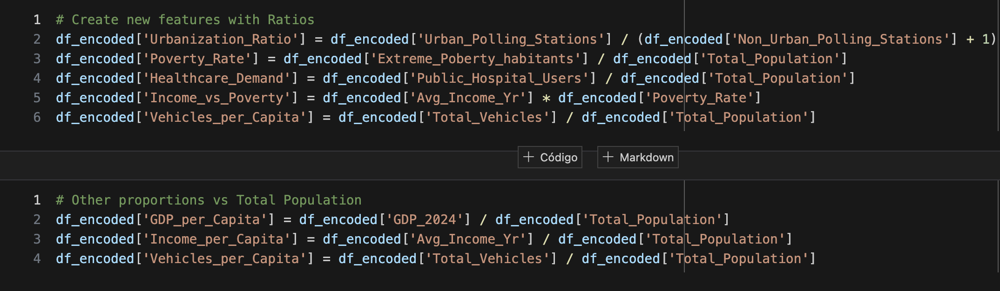 1 # Create new features with Ratios
2 df_encoded['Urbanization_Ratio'] = df_encoded['Urban_Polling_Stations'] / (df_encoded['Non_Urban_Polling_Stations'] + 1)
3 df_encoded['Poverty_Rate'] = df_encoded['Extreme_Poberty_habitants'] / df_encoded['Total_Population']
4 df_encoded['Healthcare_Demand'] = df_encoded['Public_Hospital_Users'] / df_encoded['Total_Population']
5 df_encoded['Income_vs_Poverty'] = df_encoded['Avg_Income_Yr'] * df_encoded['Poverty_Rate']
6 df_encoded['Vehicles_per_Capita'] = df_encoded['Total_Vehicles'] / df_encoded['Total_Population']
+ Código + Markdown
1 # Other proportions vs Total Population
2 df_encoded['GDP_per_Capita'] = df_encoded['GDP_2024'] / df_encoded['Total_Population']
3 df_encoded['Income_per_Capita'] = df_encoded['Avg_Income_Yr'] / df_encoded['Total_Population']
4 df_encoded['Vehicles_per_Capita'] = df_encoded['Total_Vehicles'] / df_encoded['Total_Population']